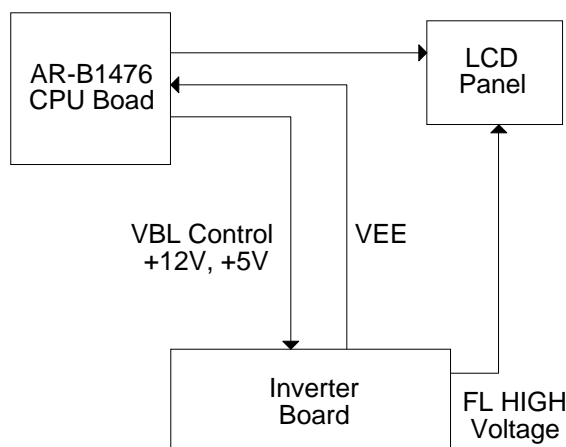 AR-B1476
CPU Boad
LCD
Panel
VBL Control
+12V, +5V
VEE
Inverter
Board
FL HIGH
Voltage